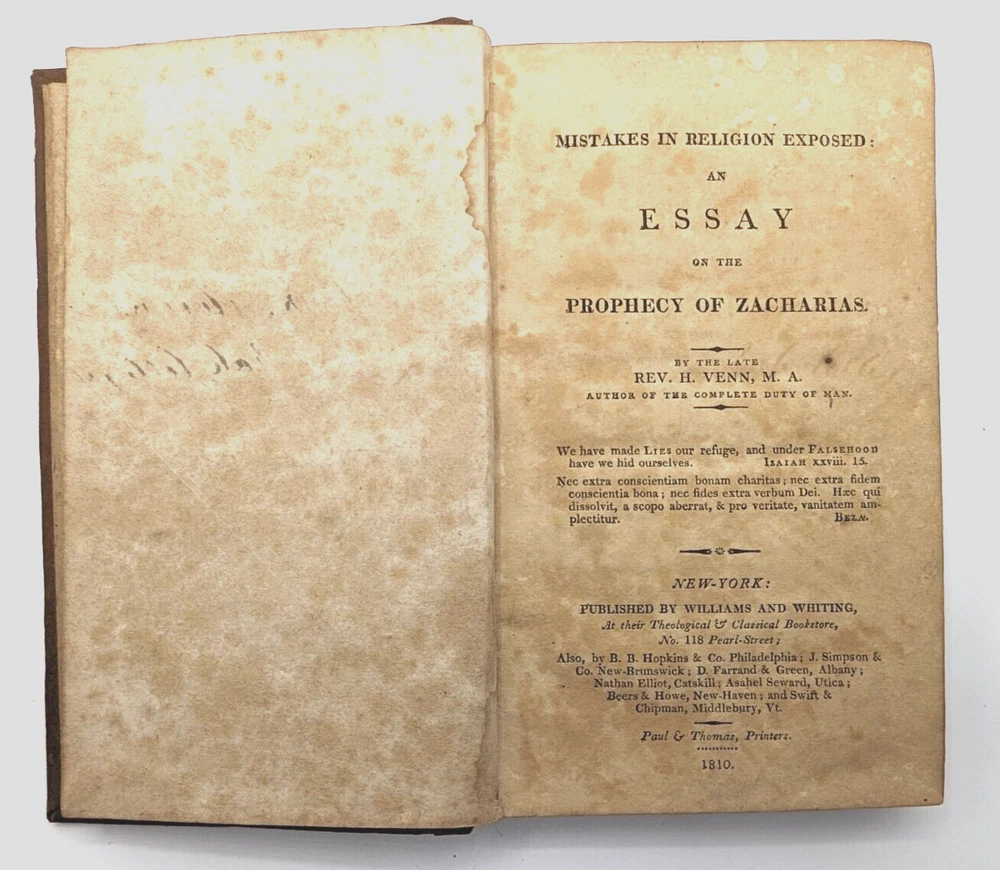 MISTAKES IN RELIGION EXPOSED:
AN
ESSAY
ON THE
PROPHECY OF ZACHARIAS.
BY THE LATE
REV. H. VENN, M. A.
AUTHOR OF THE COMPLETE DUTY OF MAN.
We have made LIES our refuge, and under FALSEHOOD
have we hid ourselves. ISAIAH xxviii. 15.
Nec extra conscientiam bonam charitas; nec extra fidem
conscientia bona; nec fides extra verbum Dei. Hæc qui
dissolvit, a scopo aberrat, & pro veritate, vanitatem am-
plectitur.
NEW-YORK:
PUBLISHED BY WILLIAMS AND WHITING,
At their Theological & Classical Bookstore,
No. 118 Pearl-Street;
Also, by B. B. Hopkins & Co. Philadelphia; J. Simpson &
Co. New-Brunswick; D. Farrand & Green, Albany;
Nathan Elliot, Catskill; Asahel Seward, Utica;
Beers & Howe, New-Haven; and Swift &
Chipman, Middlebury, Vt.
Paul & Thomas, Printers.
1810.